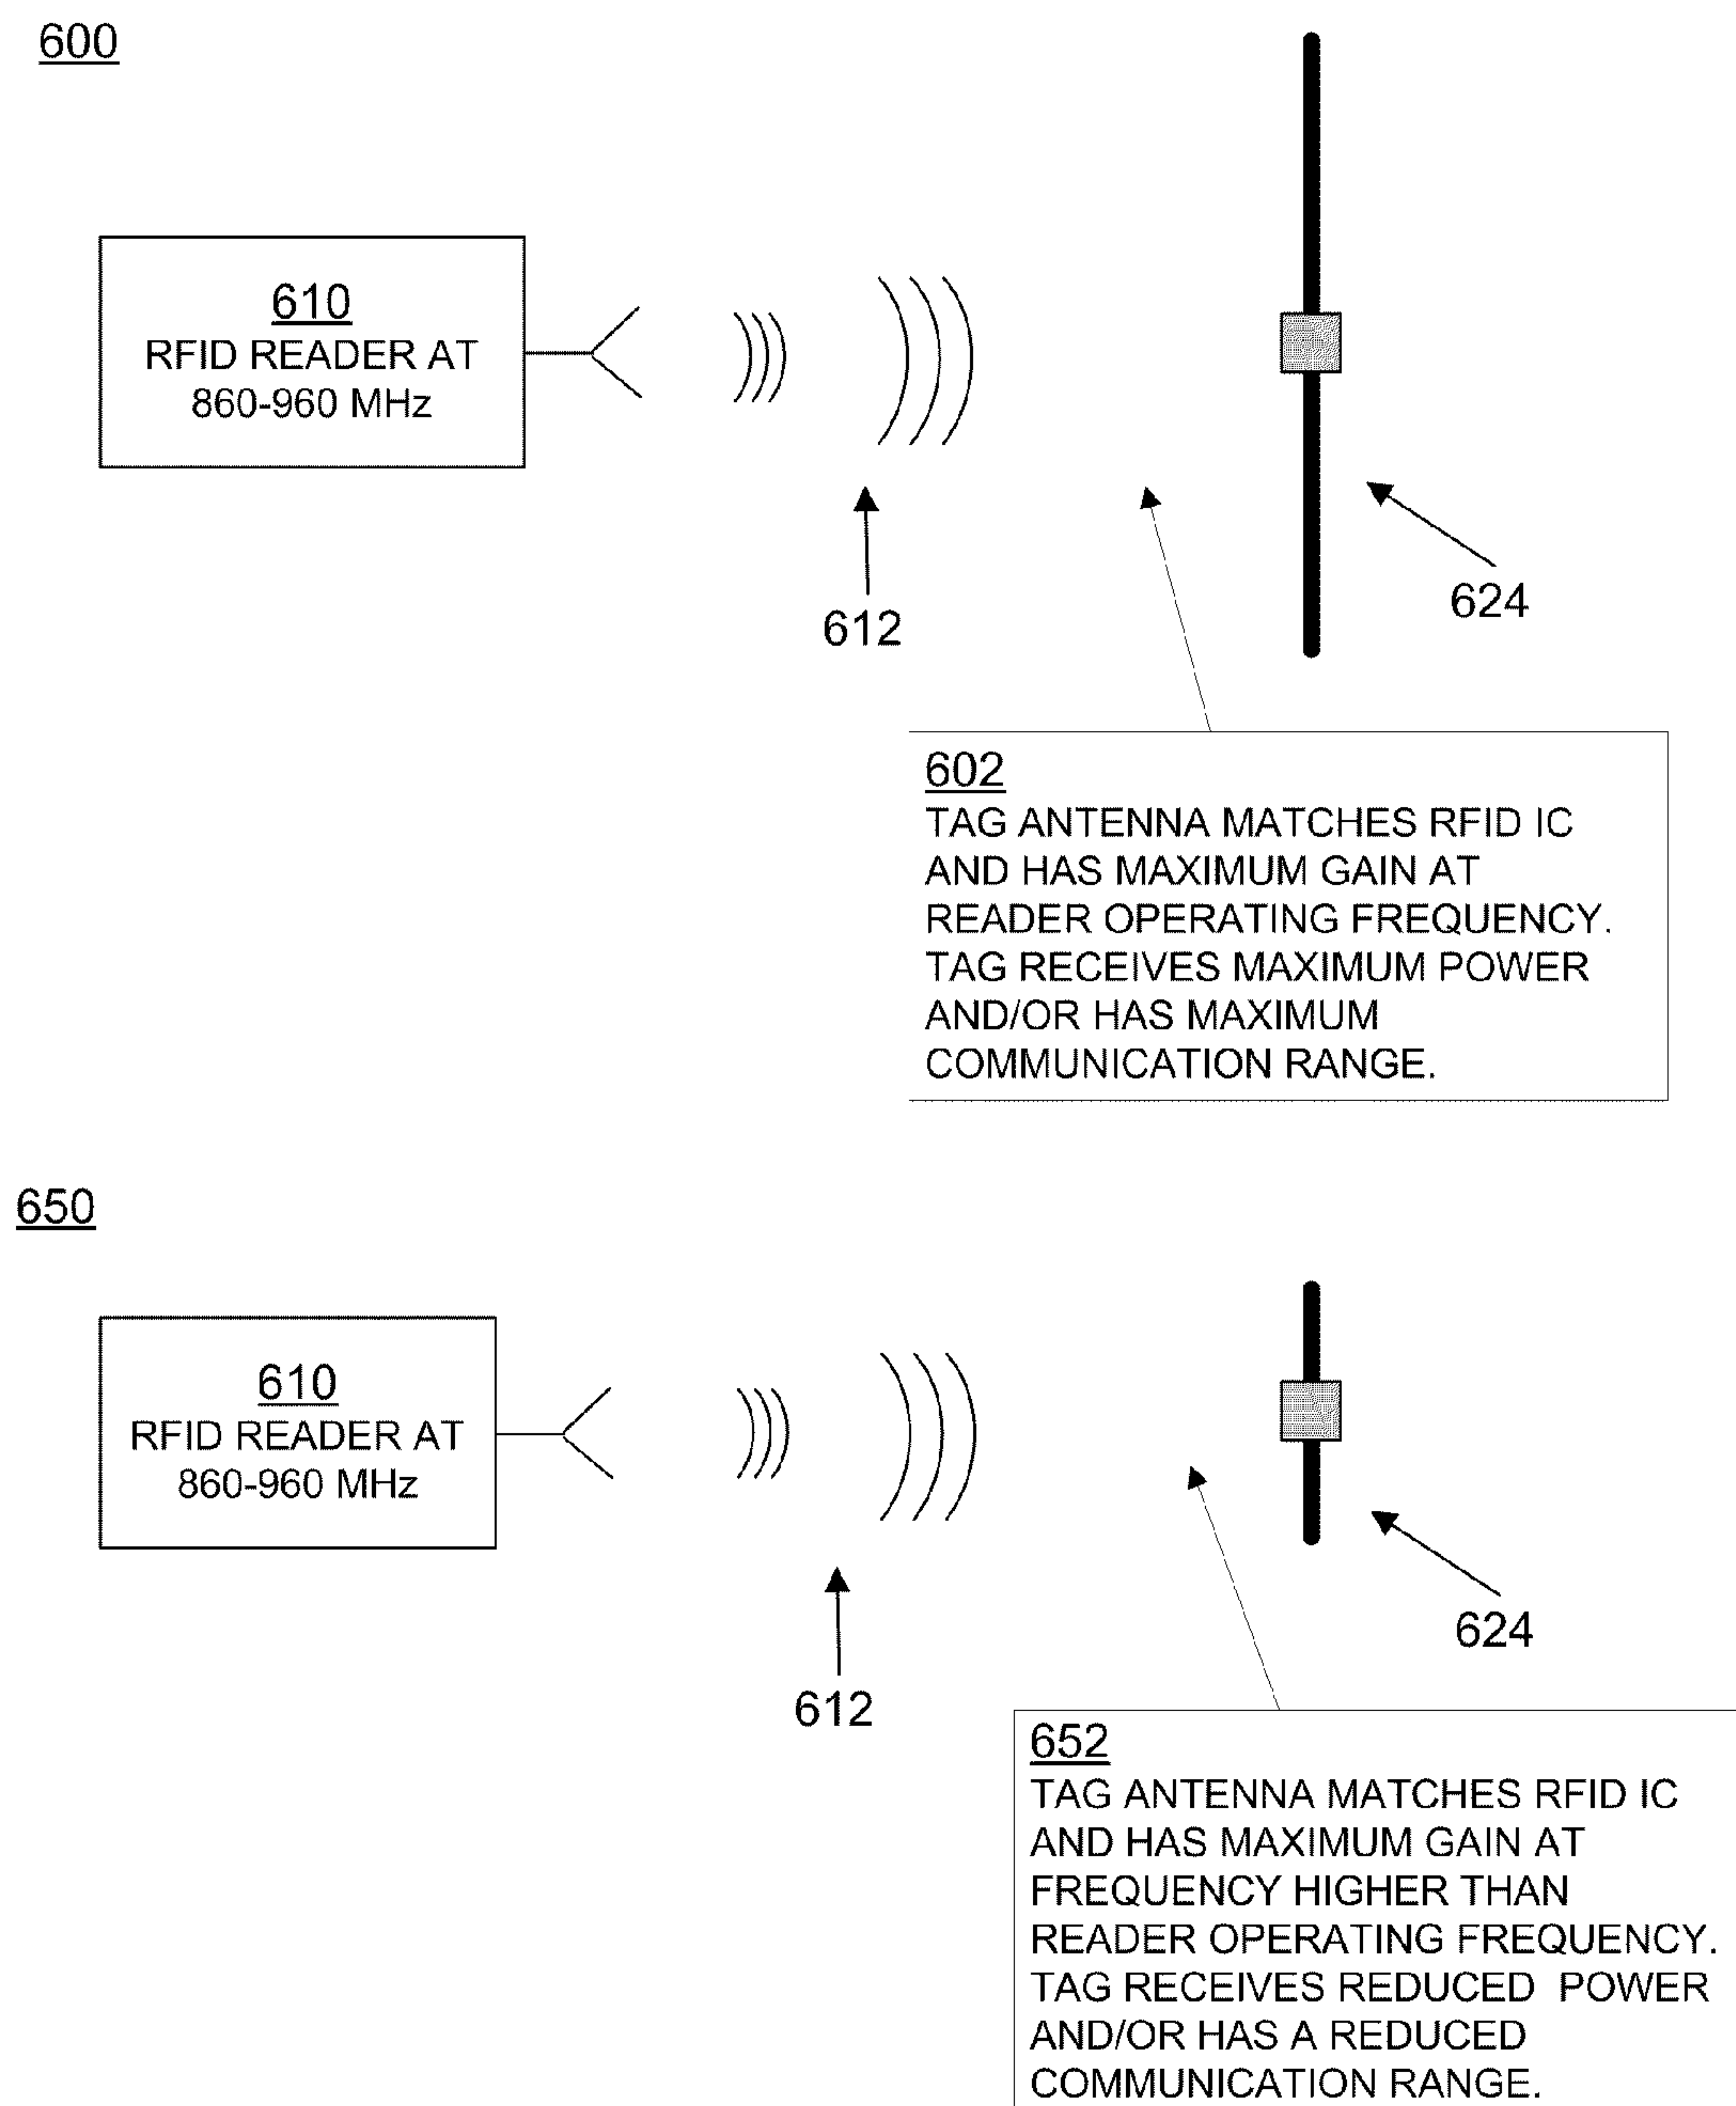 600
610
RFID READER AT
860-960 MHz
612
624
602
TAG ANTENNA MATCHES RFID IC
AND HAS MAXIMUM GAIN AT
READER OPERATING FREQUENCY.
TAG RECEIVES MAXIMUM POWER
AND/OR HAS MAXIMUM
COMMUNICATION RANGE.
650
610
RFID READER AT
860-960 MHz
612
624
652
TAG ANTENNA MATCHES RFID IC
AND HAS MAXIMUM GAIN AT
FREQUENCY HIGHER THAN
READER OPERATING FREQUENCY.
TAG RECEIVES REDUCED POWER
AND/OR HAS A REDUCED
COMMUNICATION RANGE.